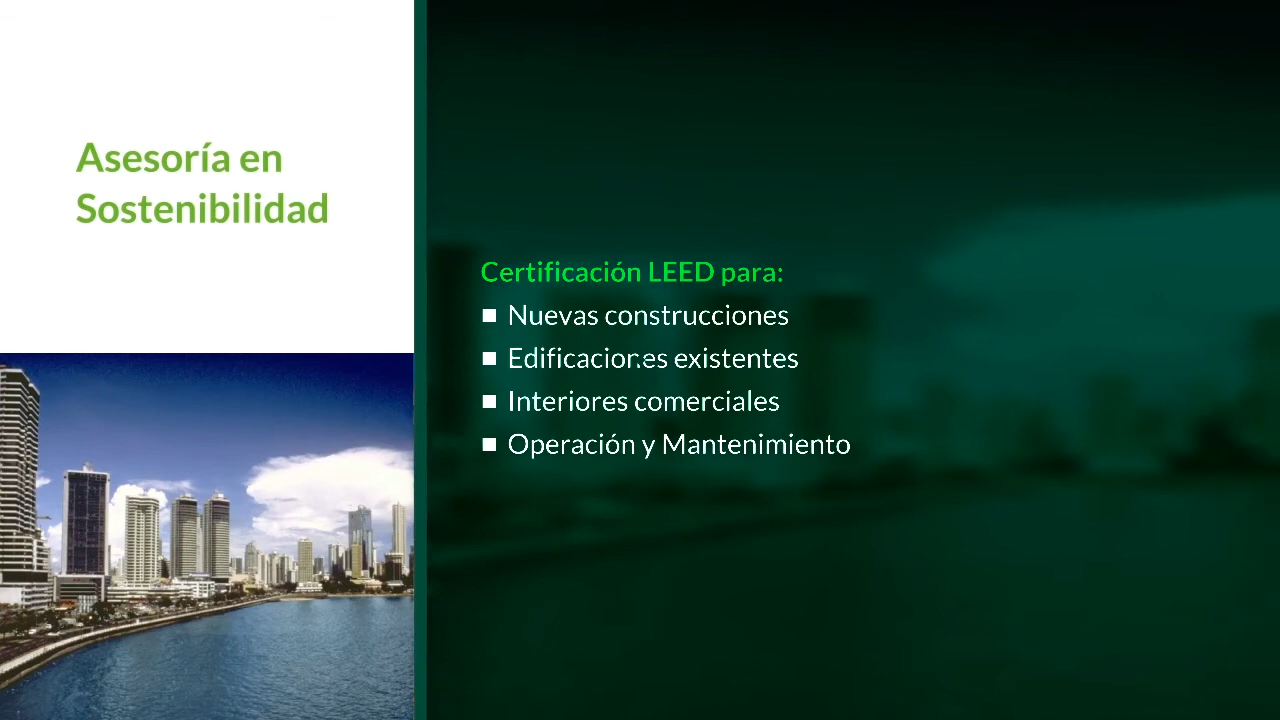 Asesoría en
Sostenibilidad
Certificación LEED para:
▪ Nuevas construcciones
▪ Edificaciones existentes
▪ Interiores comerciales
▪ Operación y Mantenimiento